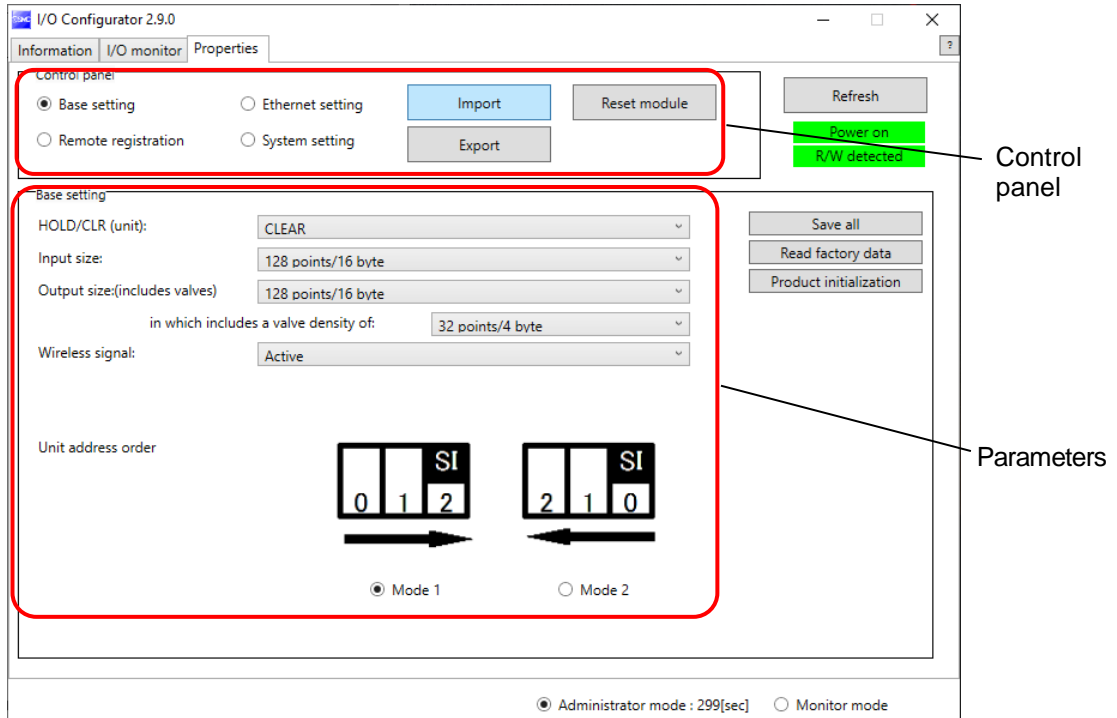 SMC I/O Configurator 2.9.0
Information I/O monitor Properties ?
Control panel
Base setting Ethernet setting Import Reset module Refresh
Remote registration System setting Export Power on
R/W detected
Control
panel
Base setting
HOLD/CLR (unit): CLEAR Save all
Input size: 128 points/16 byte Read factory data
Output size:(includes valves) 128 points/16 byte Product initialization
in which includes a valve density of: 32 points/4 byte
Wireless signal: Active
Unit address order
SI SI
0 1 2 2 1 0
Parameters
Mode 1 Mode 2
Administrator mode : 299[sec] Monitor mode